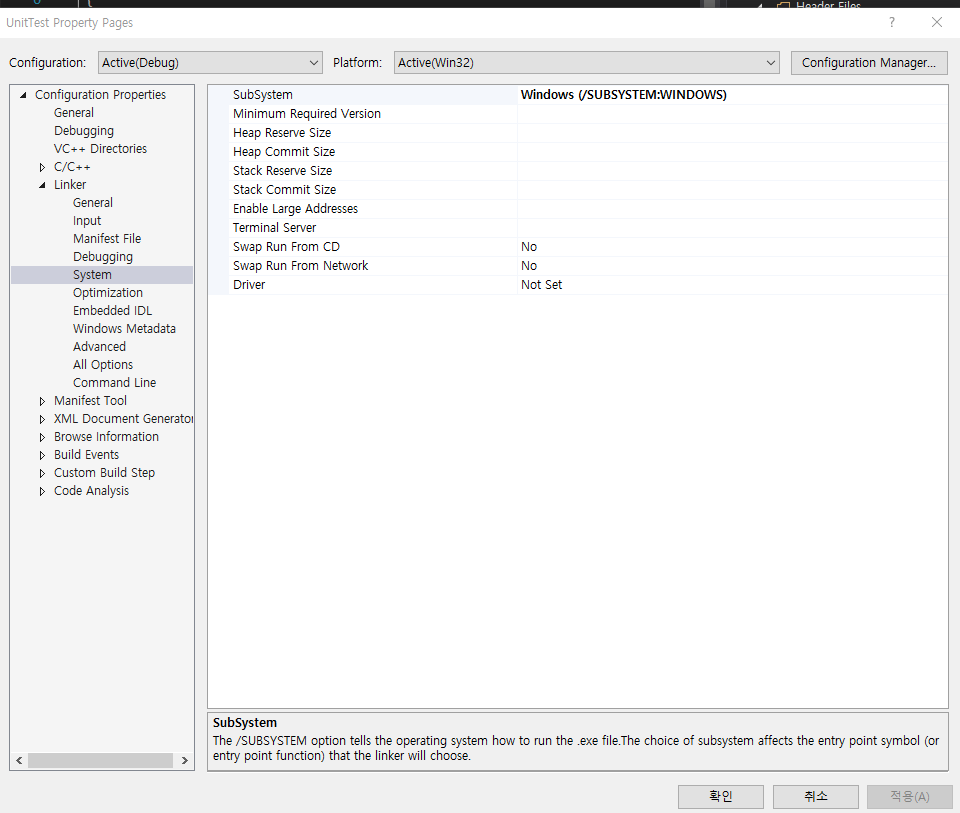 Header Files
UnitTest Property Pages
Configuration: Active(Debug) Platform: Active(Win32) Configuration Manager...
Configuration Properties
General
Debugging
VC++ Directories
C/C++
Linker
General
Input
Manifest File
Debugging
System
Optimization
Embedded IDL
Windows Metadata
Advanced
All Options
Command Line
Manifest Tool
XML Document Generator
Browse Information
Build Events
Custom Build Step
Code Analysis
SubSystem Windows (/SUBSYSTEM:WINDOWS)
Minimum Required Version
Heap Reserve Size
Heap Commit Size
Stack Reserve Size
Stack Commit Size
Enable Large Addresses
Terminal Server
Swap Run From CD No
Swap Run From Network No
Driver Not Set
SubSystem
The /SUBSYSTEM option tells the operating system how to run the .exe file.The choice of subsystem affects the entry point symbol (or
entry point function) that the linker will choose.
확인 취소 적용(A)